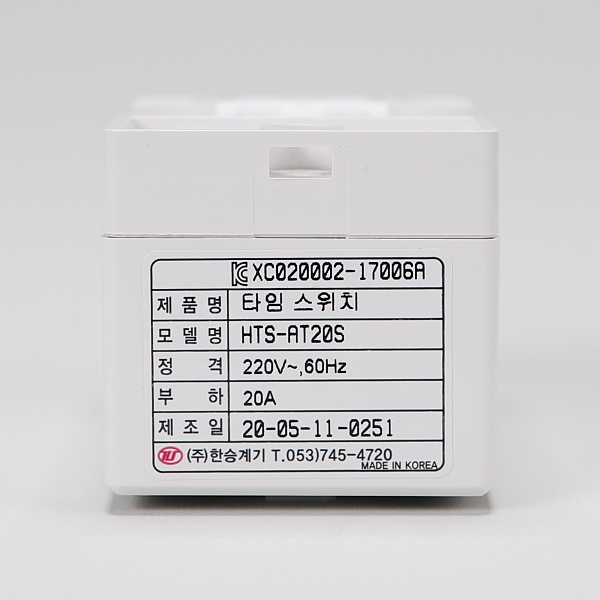 XC020002-17006A
제품명 타임 스위치
모델명 HTS-AT20S
정격 220V~,60Hz
부하 20A
제조일 20-05-11-0251
(주)한승계기 T.053)745-4720
MADE IN KOREA